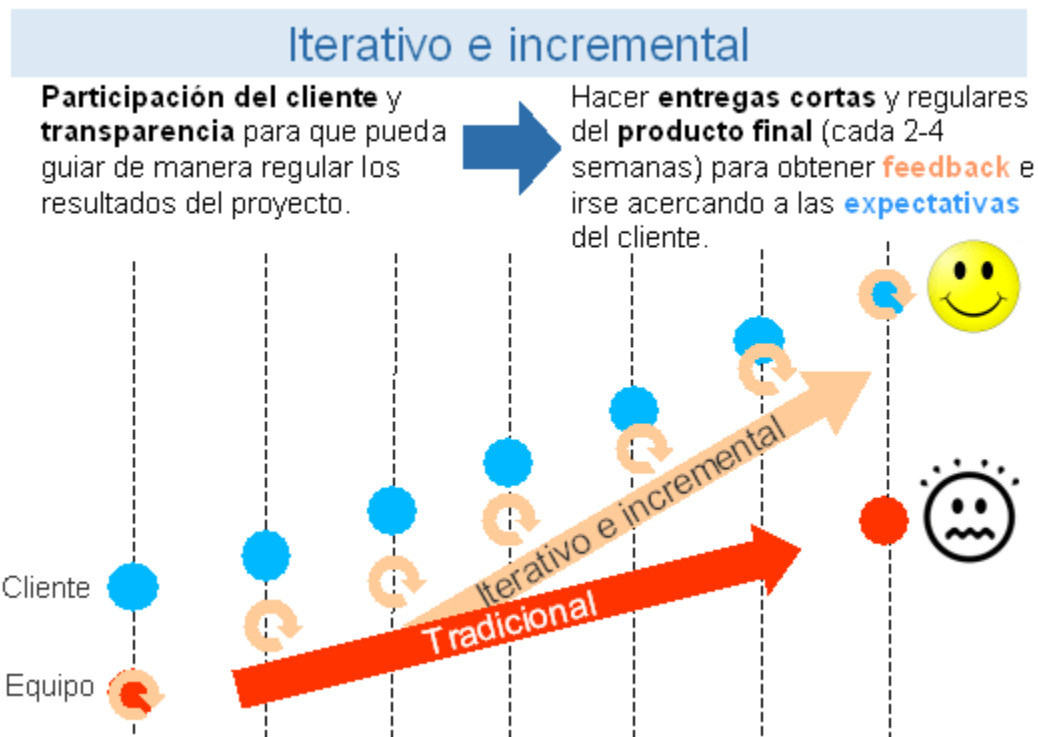 Iterativo e incremental
Participación del cliente y
transparencia para que pueda
guiar de manera regular los
resultados del proyecto.
Hacer entregas cortas y regulares
del producto final (cada 2-4
semanas) para obtener feedback e
irse acercando a las expectativas
del cliente.
Iterativo e incremental
Tradicional
Cliente
Equipo